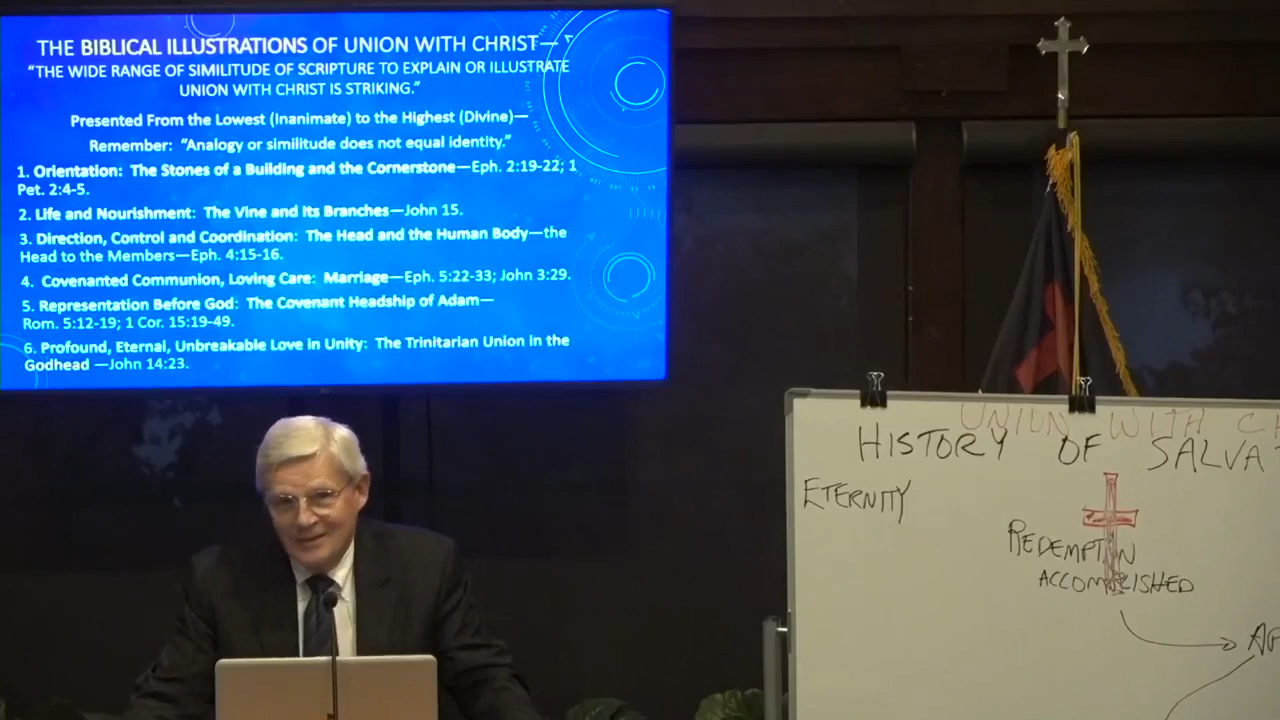 THE BIBLICAL ILLUSTRATIONS OF UNION WITH CHRIST—
"THE WIDE RANGE OF SIMILITUDE OF SCRIPTURE TO EXPLAIN OR ILLUSTRATE
UNION WITH CHRIST IS STRIKING."
Presented From the Lowest (Inanimate) to the Highest (Divine)—
Remember: "Analogy or similitude does not equal identity."
1. Orientation: The Stones of a Building and the Cornerstone—Eph. 2:19-22; 1
Pet. 2:4-5.
2. Life and Nourishment: The Vine and Its Branches—John 15.
3. Direction, Control and Coordination: The Head and the Human Body—the
Head to the Members—Eph. 4:15-16.
4. Covenanted Communion, Loving Care: Marriage—Eph. 5:22-33; John 3:29.
5. Representation Before God: The Covenant Headship of Adam—
Rom. 5:12-19; 1 Cor. 15:19-49.
6. Profound, Eternal, Unbreakable Love in Unity: The Trinitarian Union in the
Godhead —John 14:23.
UNION WITH CH
HISTORY OF SALVA
ETERNITY
REDEMPTION
ACCOMPLISHED